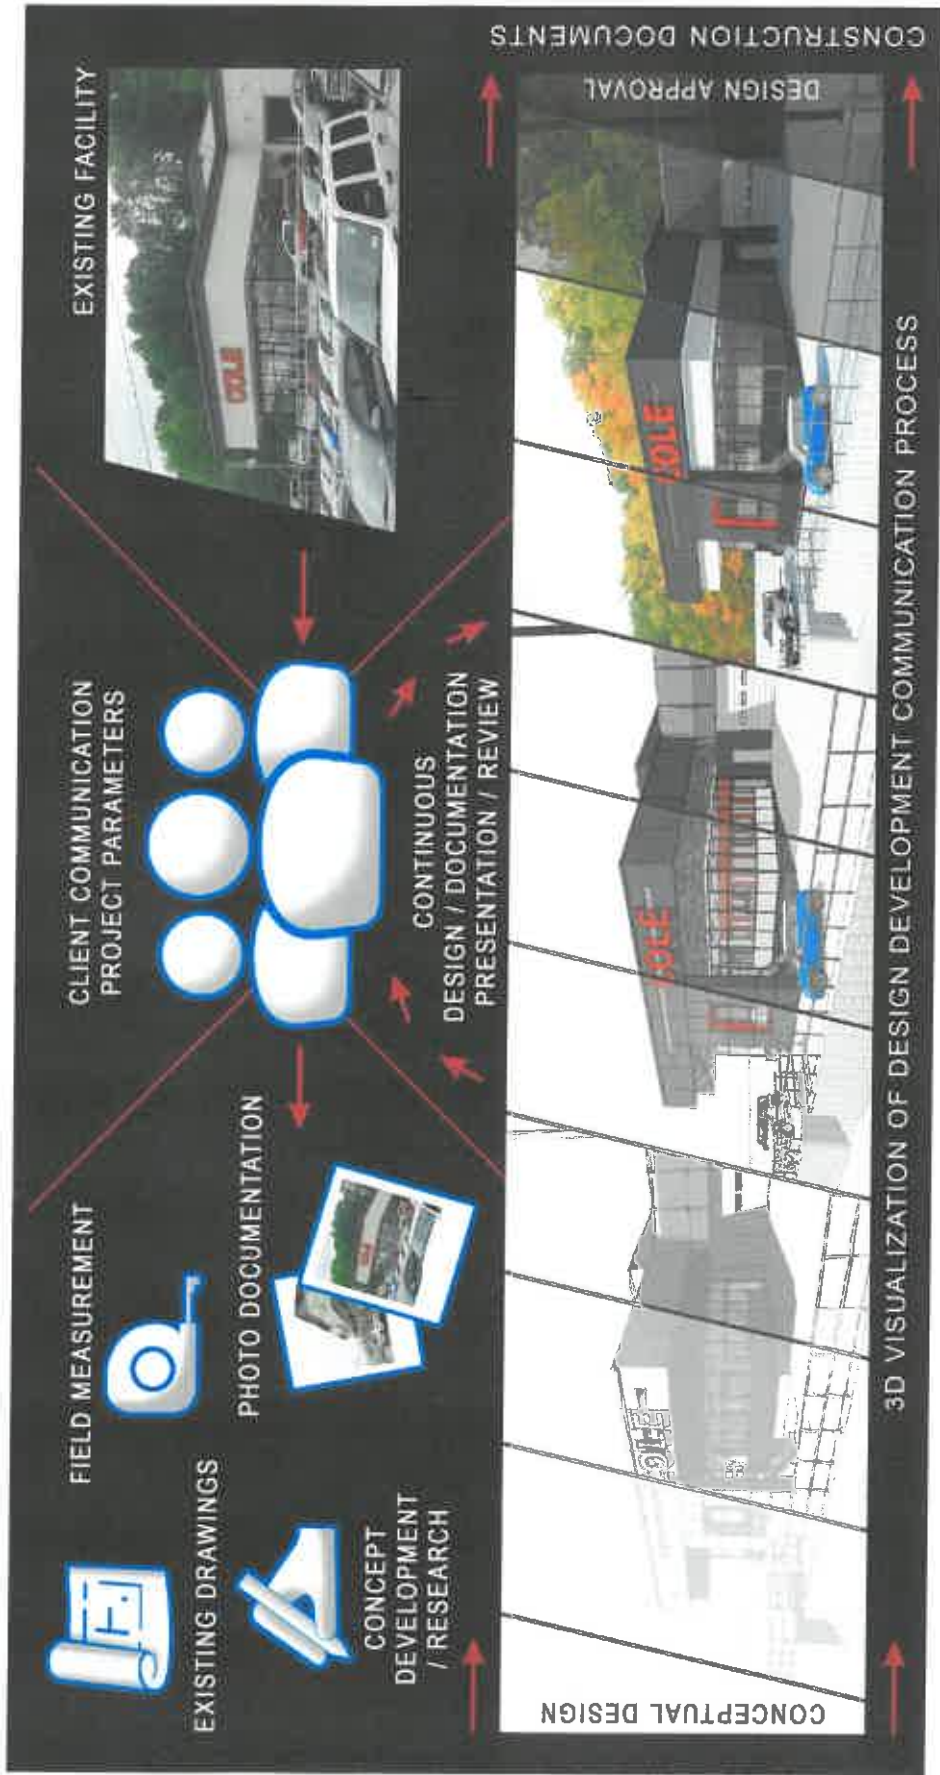 EXISTING DRAWINGS
FIELD MEASUREMENT
CONCEPT
DEVELOPMENT
/ RESEARCH
PHOTO DOCUMENTATION
CLIENT COMMUNICATION
PROJECT PARAMETERS
CONTINUOUS
DESIGN / DOCUMENTATION
PRESENTATION / REVIEW
EXISTING FACILITY
COLE
CONCEPTUAL DESIGN
COLE
COLE
DESIGN APPROVAL
CONSTRUCTION DOCUMENTS
3D VISUALIZATION OF DESIGN DEVELOPMENT COMMUNICATION PROCESS